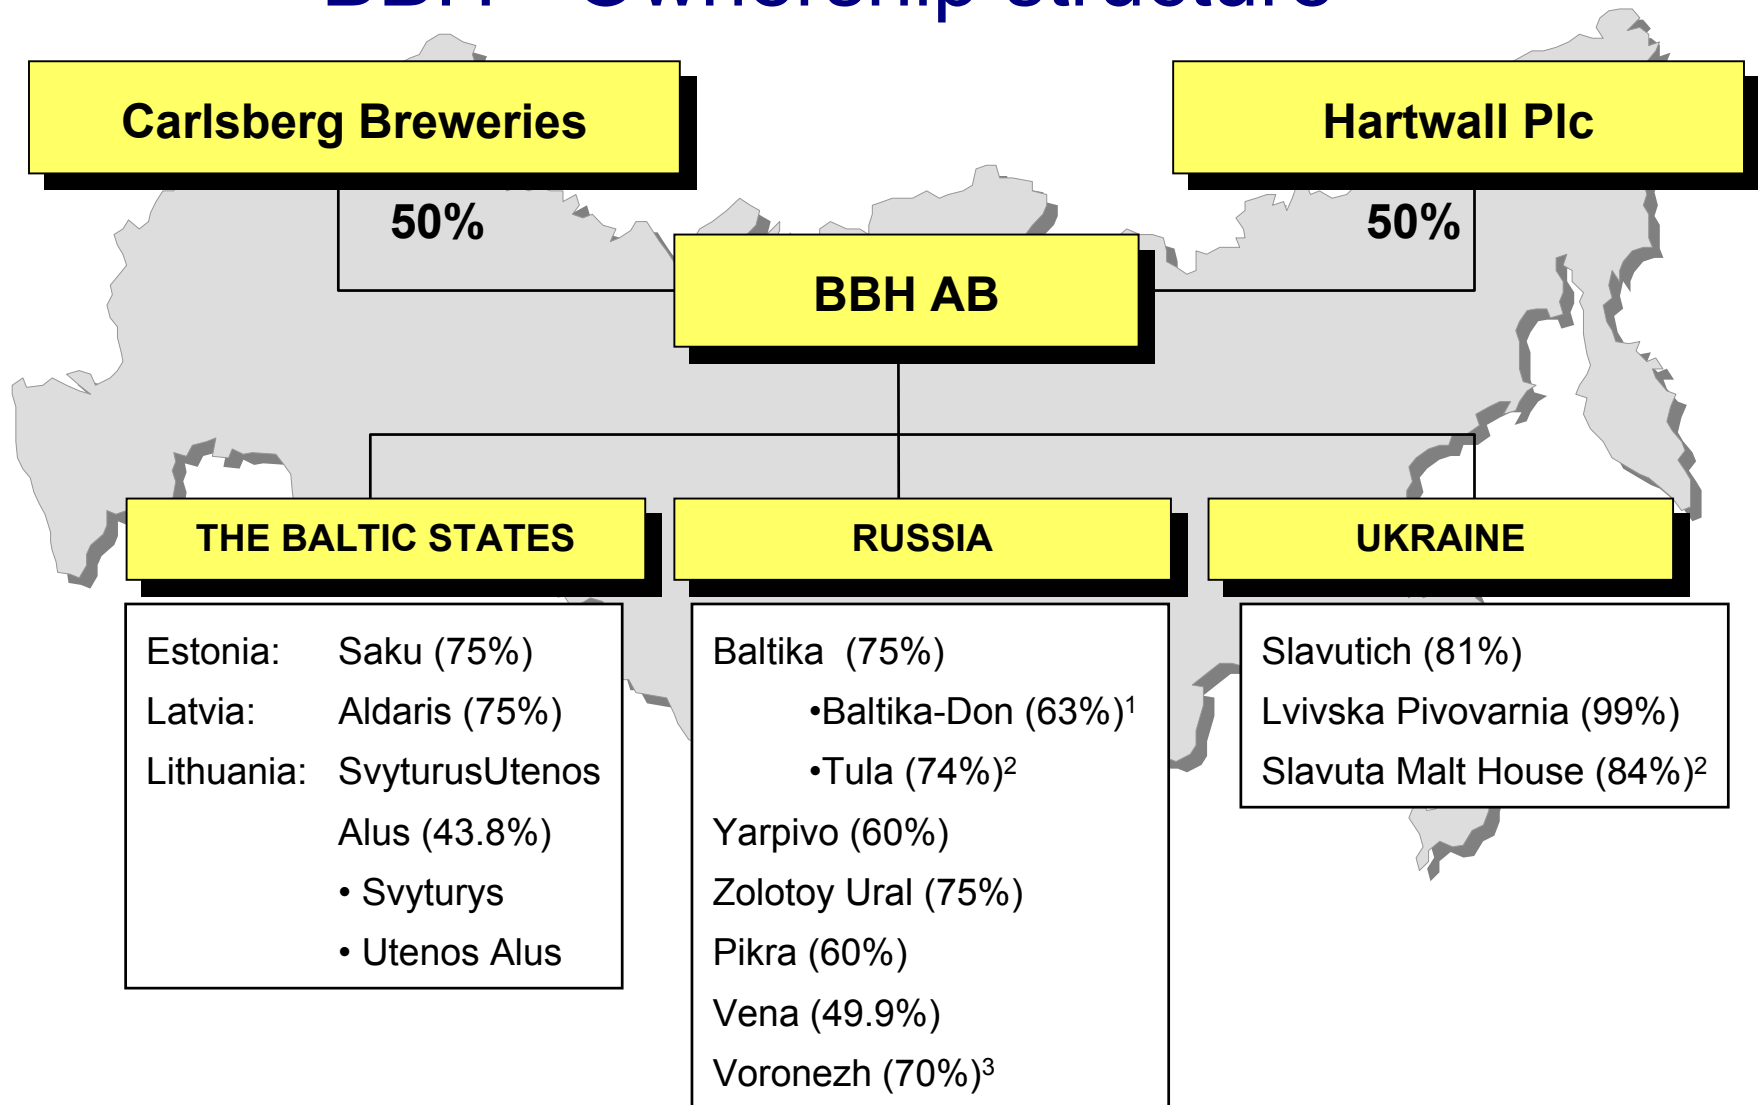 BBH - Ownership structure
Carlsberg Breweries
Hartwall Plc
50%
50%
BBH AB
THE BALTIC STATES
RUSSIA
UKRAINE
Estonia: Saku (75%)
Latvia: Aldaris (75%)
Lithuania: SvyturusUtenos
Alus (43.8%)
• Svyturys
• Utenos Alus
Baltika (75%)
•Baltika-Don (63%)¹
•Tula (74%)²
Yarpivo (60%)
Zolotoy Ural (75%)
Pikra (60%)
Vena (49.9%)
Voronezh (70%)³
Slavutich (81%)
Lvivska Pivovarnia (99%)
Slavuta Malt House (84%)²